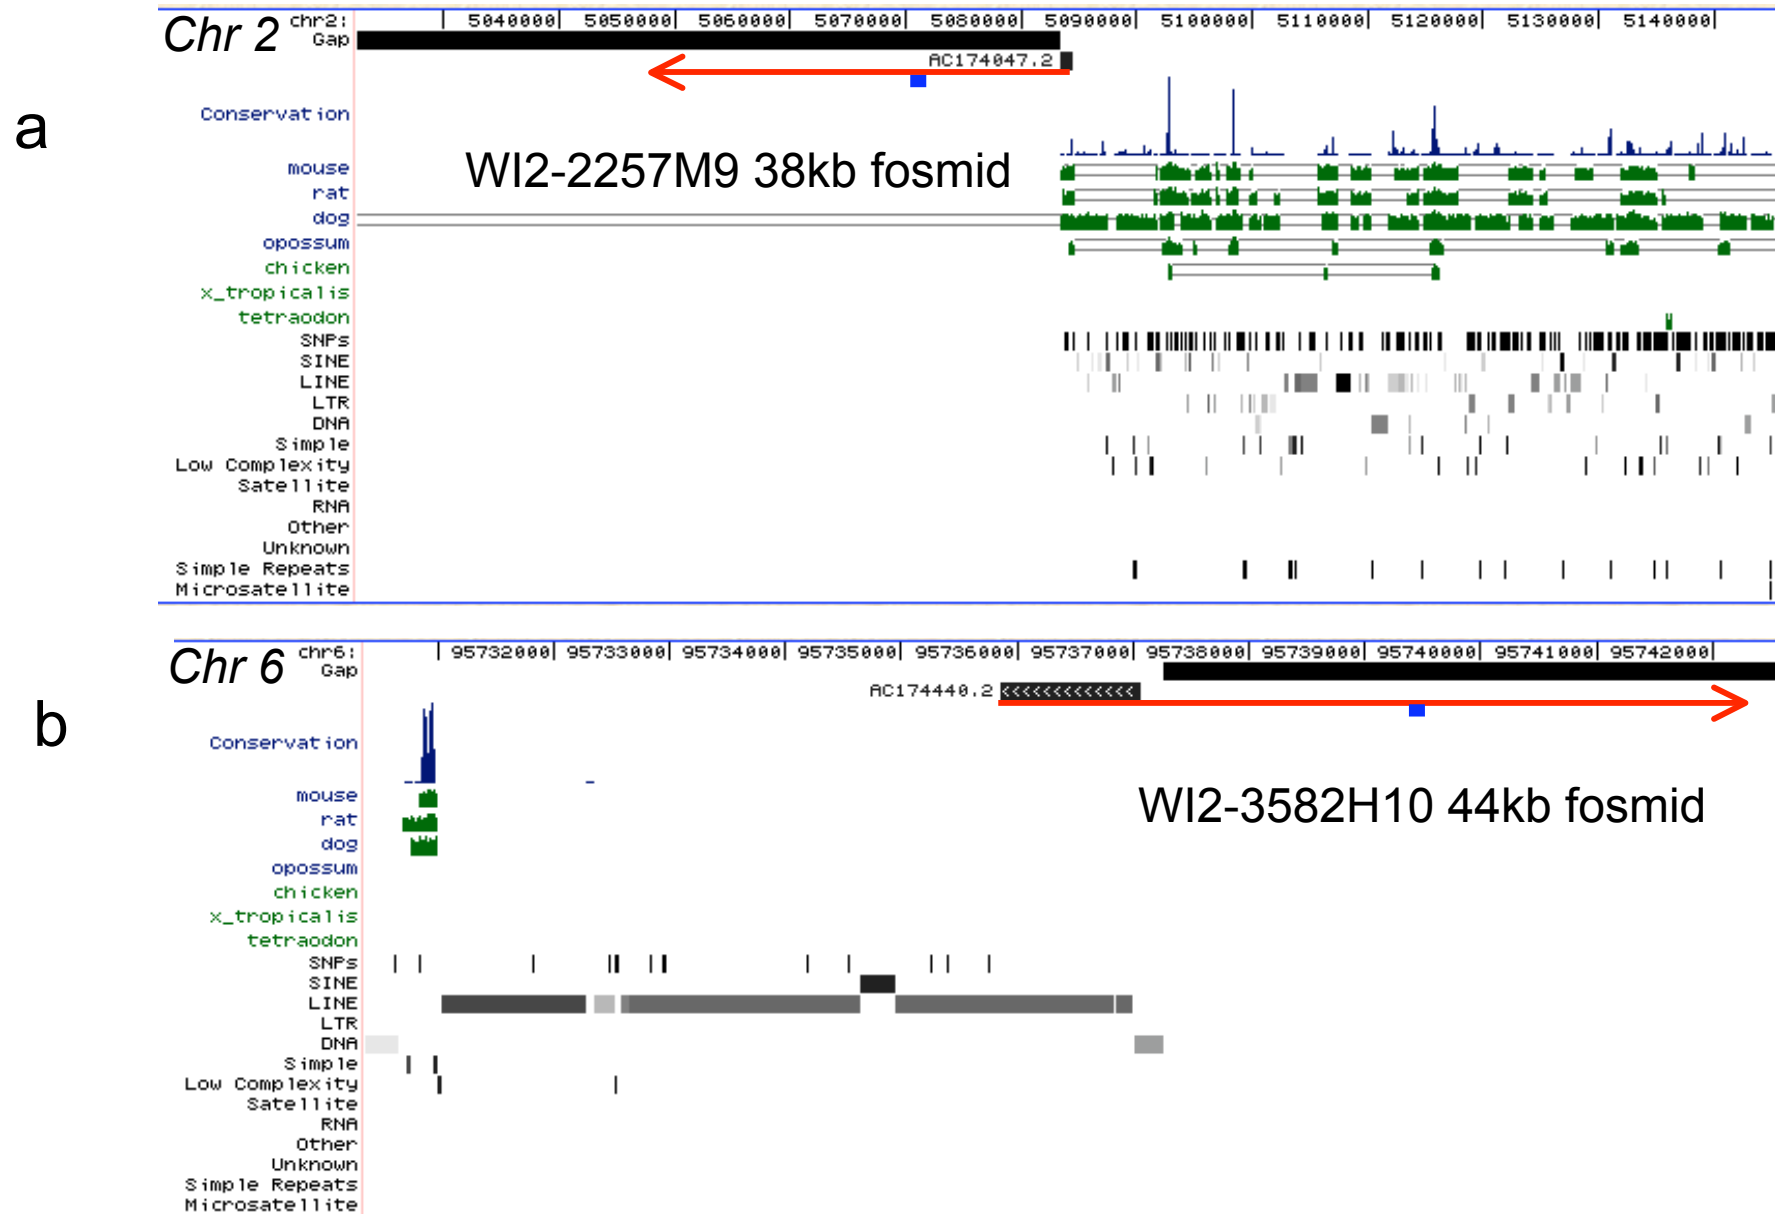 Chr 2
chr2: 5040000| 5050000| 5060000| 5070000| 5080000| 5090000| 5100000| 5110000| 5120000| 5130000| 5140000|
Gap
AC174047.2
a
Conservation
WI2-2257M9 38kb fosmid
mouse
rat
dog
opossum
chicken
x_tropicalis
tetraodon
SNPs
SINE
LINE
LTR
DNA
Simple
Low Complexity
Satellite
RNA
Other
Unknown
Simple Repeats
Microsatellite
Chr 6
chr6: | 95732000| 95733000| 95734000| 95735000| 95736000| 95737000| 95738000| 95739000| 95740000| 95741000| 95742000|
Gap
AC174440.2 <<<<<<<<<<<<<
b
Conservation
mouse
WI2-3582H10 44kb fosmid
rat
dog
opossum
chicken
x_tropicalis
tetraodon
SNPs
SINE
LINE
LTR
DNA
Simple
Low Complexity
Satellite
RNA
Other
Unknown
Simple Repeats
Microsatellite